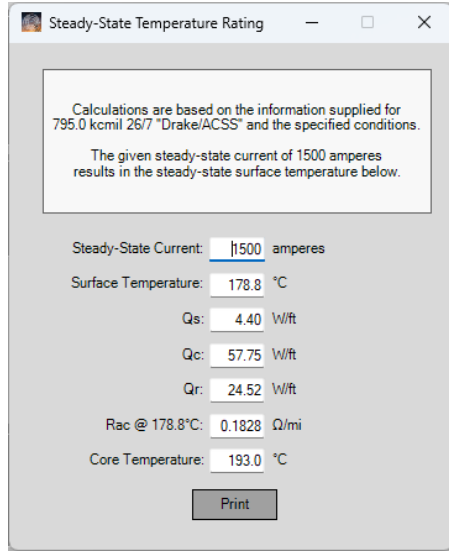 Steady-State Temperature Rating
Calculations are based on the information supplied for
795.0 kcmil 26/7 "Drake/ACSS" and the specified conditions.
The given steady-state current of 1500 amperes
results in the steady-state surface temperature below.
Steady-State Current: 1500 amperes
Surface Temperature: 178.8 °C
Qs: 4.40 W/ft
Qc: 57.75 W/ft
Qr: 24.52 W/ft
Rac @ 178.8°C: 0.1828 Ω/mi
Core Temperature: 193.0 °C
Print